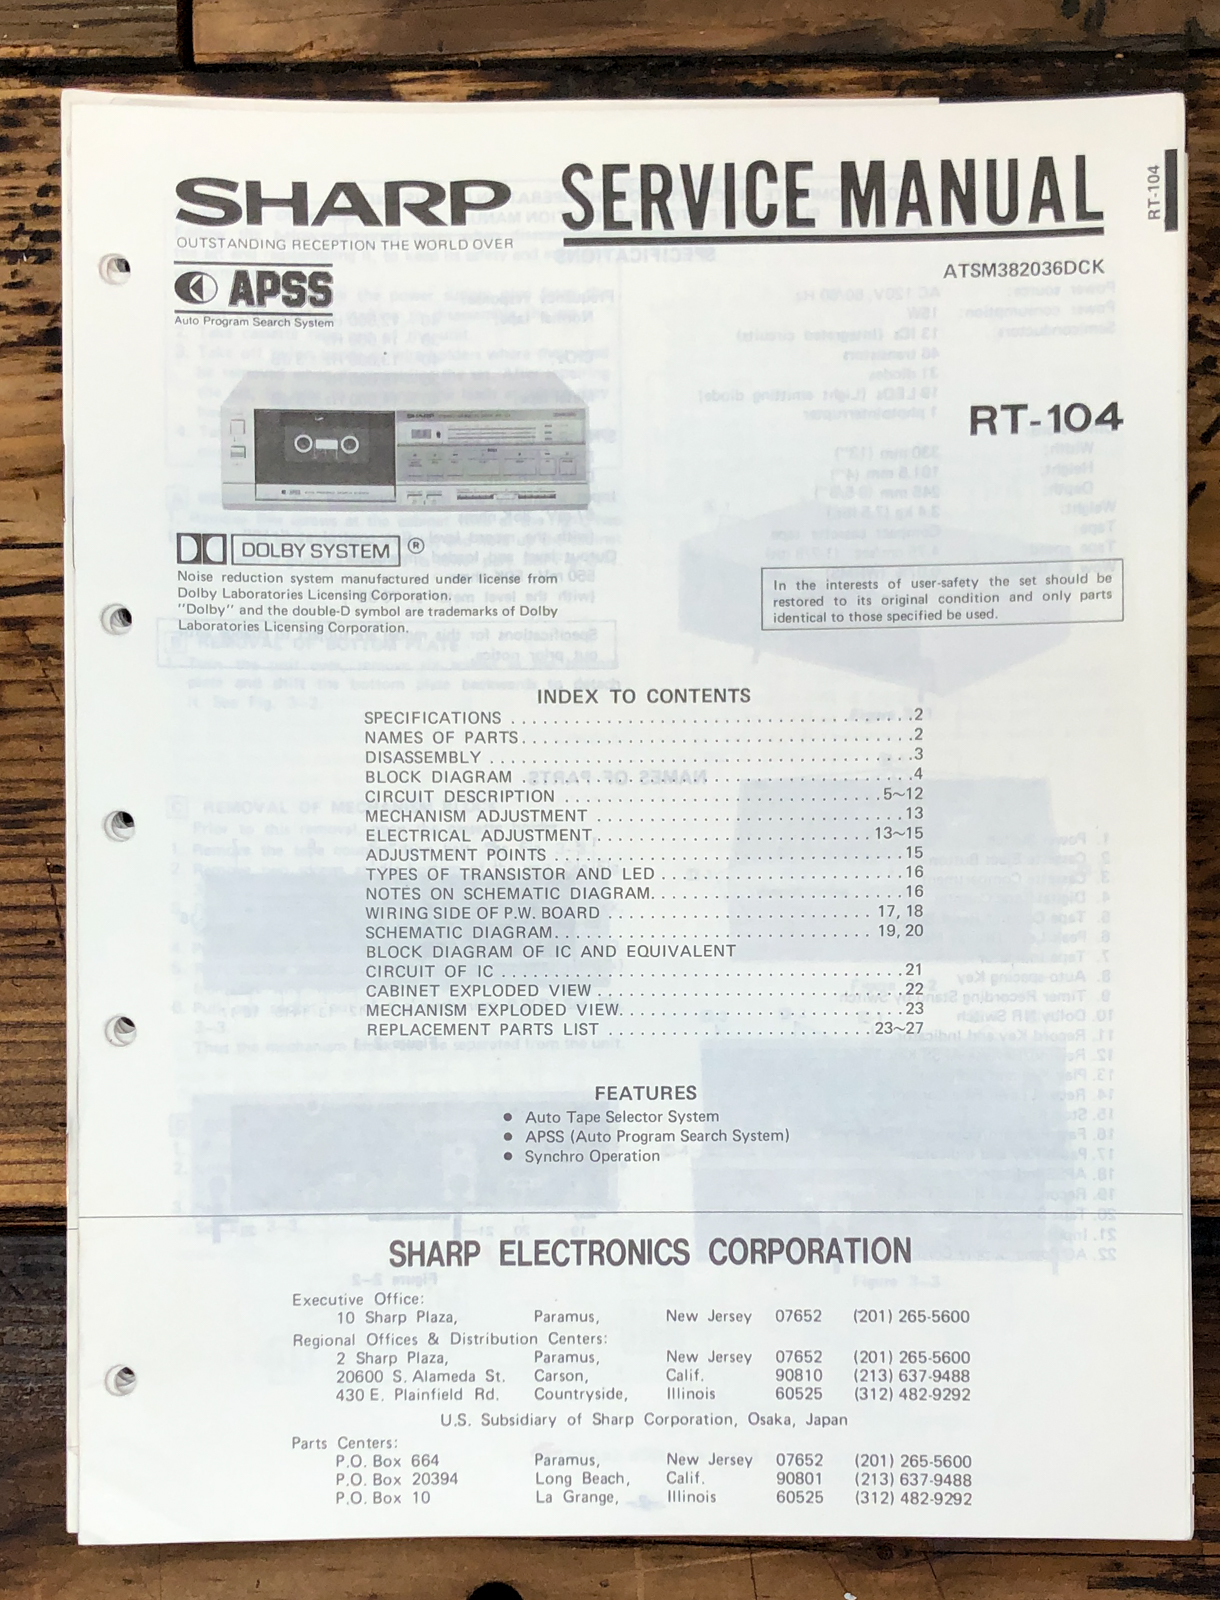 SHARP SERVICE MANUAL
OUTSTANDING RECEPTION THE WORLD OVER
RT-104
ATSM382036DCK
APSS
Auto Program Search System
RT-104
SHARP
DOLBY SYSTEM ®
Noise reduction system manufactured under license from
Dolby Laboratories Licensing Corporation.
"Dolby" and the double-D symbol are trademarks of Dolby
Laboratories Licensing Corporation.
In the interests of user-safety the set should be
restored to its original condition and only parts
identical to those specified be used.
INDEX TO CONTENTS
SPECIFICATIONS . . . . . . . . . . . . . . . . . . . . 2
NAMES OF PARTS . . . . . . . . . . . . . . . . . . . . 2
DISASSEMBLY . . . . . . . . . . . . . . . . . . . . 3
BLOCK DIAGRAM . . . . . . . . . . . . . . . . . . . . 4
CIRCUIT DESCRIPTION . . . . . . . . . . . . . . . . . . . . 5~12
MECHANISM ADJUSTMENT . . . . . . . . . . . . . . . . . . . . 13
ELECTRICAL ADJUSTMENT . . . . . . . . . . . . . . . . . . . . 13~15
ADJUSTMENT POINTS . . . . . . . . . . . . . . . . . . . . 15
TYPES OF TRANSISTOR AND LED . . . . . . . . . . . . . . . . . . . . 16
NOTES ON SCHEMATIC DIAGRAM . . . . . . . . . . . . . . . . . . . . 16
WIRING SIDE OF P.W. BOARD . . . . . . . . . . . . . . . . . . . . 17, 18
SCHEMATIC DIAGRAM . . . . . . . . . . . . . . . . . . . . 19, 20
BLOCK DIAGRAM OF IC AND EQUIVALENT
CIRCUIT OF IC . . . . . . . . . . . . . . . . . . . . 21
CABINET EXPLODED VIEW . . . . . . . . . . . . . . . . . . . . 22
MECHANISM EXPLODED VIEW . . . . . . . . . . . . . . . . . . . . 23
REPLACEMENT PARTS LIST . . . . . . . . . . . . . . . . . . . . 23~27
FEATURES
● Auto Tape Selector System
● APSS (Auto Program Search System)
● Synchro Operation
SHARP ELECTRONICS CORPORATION
Executive Office:
10 Sharp Plaza, Paramus, New Jersey 07652 (201) 265-5600
Regional Offices & Distribution Centers:
2 Sharp Plaza, Paramus, New Jersey 07652 (201) 265-5600
20600 S. Alameda St. Carson, Calif. 90810 (213) 637-9488
430 E. Plainfield Rd. Countryside, Illinois 60525 (312) 482-9292
U.S. Subsidiary of Sharp Corporation, Osaka, Japan
Parts Centers:
P.O. Box 664 Paramus, New Jersey 07652 (201) 265-5600
P.O. Box 20394 Long Beach, Calif. 90801 (213) 637-9488
P.O. Box 10 La Grange, Illinois 60525 (312) 482-9292